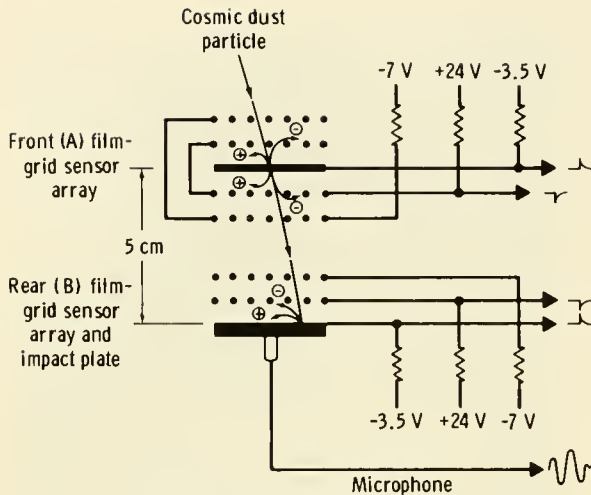 Cosmic dust
particle
-7 V +24 V -3.5 V
Front (A) film-
grid sensor
array
5 cm
Rear (B) film-
grid sensor
array and
impact plate
-3.5 V +24 V -7 V
Microphone